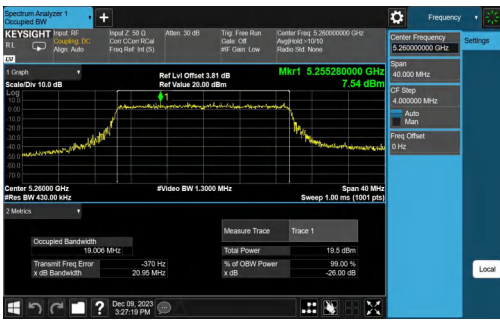 Spectrum Analyzer 1
Occupied BW
+
Frequency
KEYSIGHT
Input: RF
Coupling: DC
Align: Auto
Input Z: 50 Ω
Corr CCorr RCal
Freq Ref: Int (S)
Atten: 30 dB
Trig: Free Run
Gate: Off
#IF Gain: Low
Center Freq: 5.260000000 GHz
Avg|Hold:>10/10
Radio Std: None
RL
LVI
Center Frequency
5.260000000 GHz
Settings
Span
40.000 MHz
CF Step
4.000000 MHz
Auto
Man
Freq Offset
0 Hz
Local
1 Graph
Scale/Div 10.0 dB
Ref Lvl Offset 3.81 dB
Ref Value 20.00 dBm
Mkr1 5.255280000 GHz
7.54 dBm
Log
10.0
0.00
-10.0
-20.0
-30.0
-40.0
-50.0
-60.0
-70.0
1
Center 5.26000 GHz
#Res BW 430.00 kHz
#Video BW 1.3000 MHz
Span 40 MHz
Sweep 1.00 ms (1001 pts)
2 Metrics
Measure Trace
Trace 1
Occupied Bandwidth
19.006 MHz
Total Power
19.5 dBm
Transmit Freq Error
-370 Hz
% of OBW Power
99.00 %
x dB Bandwidth
20.95 MHz
x dB
-26.00 dB
?
Dec 09, 2023
3:27:19 PM